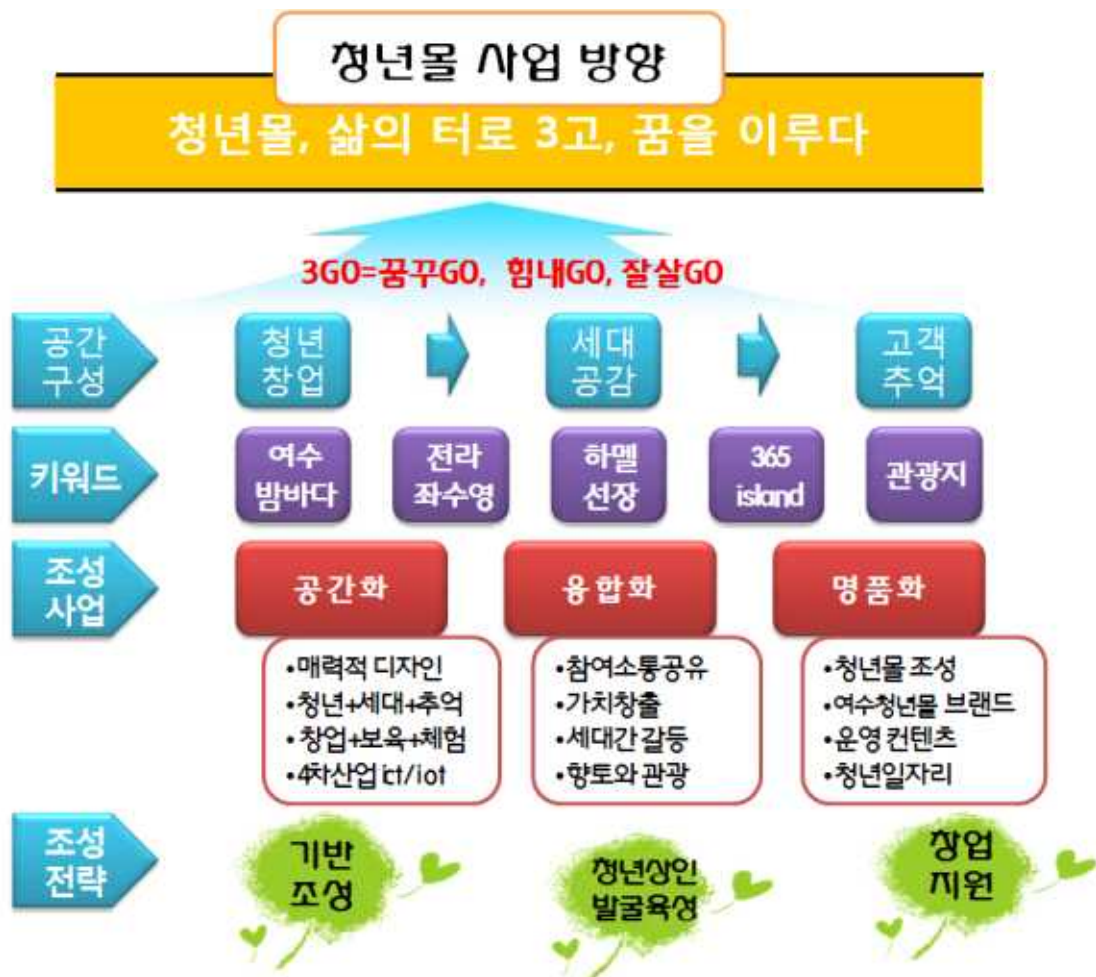 청년몰 사업 방향
청년몰, 삶의 터로 3고, 꿈을 이루다
3GO=꿈꾸GO, 힘내GO, 잘살GO
공간
구성
청년
창업
세대
공감
고객
추억
키워드
여수
밤바다
전라
좌수영
하멜
선장
365
island
관광지
조성
사업
공간화
융합화
명품화
•매력적 디자인
•청년+세대+추억
•창업+보육+체험
•4차산업 ict/iot
•참여소통공유
•가치창출
•세대간 갈등
•향토와 관광
•청년몰 조성
•여수청년몰 브랜드
•운영 컨텐츠
•청년일자리
조성
전략
기반
조성
청년상인
발굴육성
창업
지원